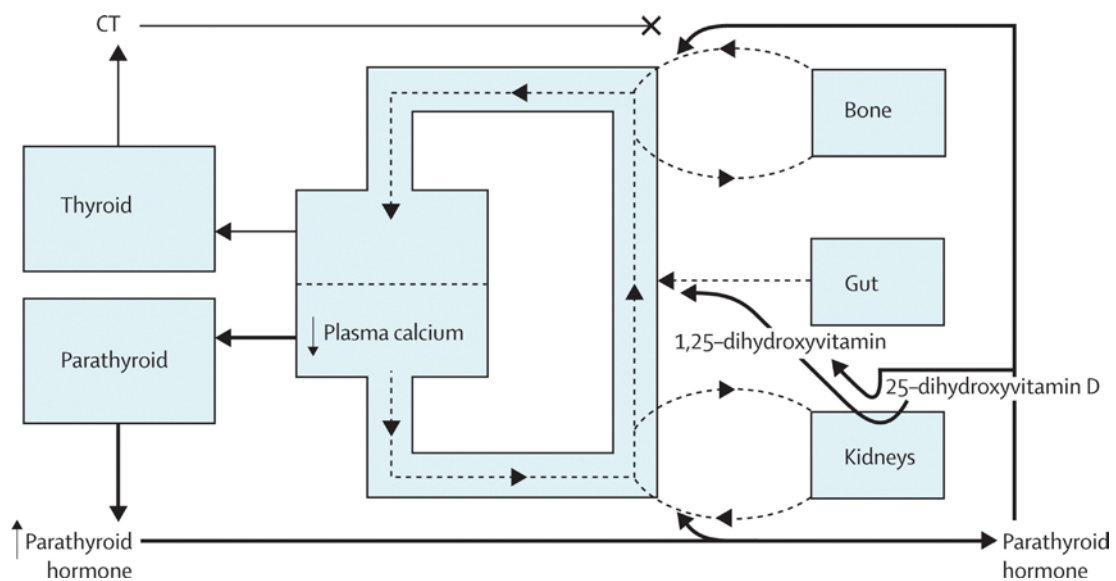 CT
Bone
Thyroid
Gut
Plasma calcium
1,25–dihydroxyvitamin
Parathyroid
25–dihydroxyvitamin D
Kidneys
Parathyroid
hormone
Parathyroid
hormone